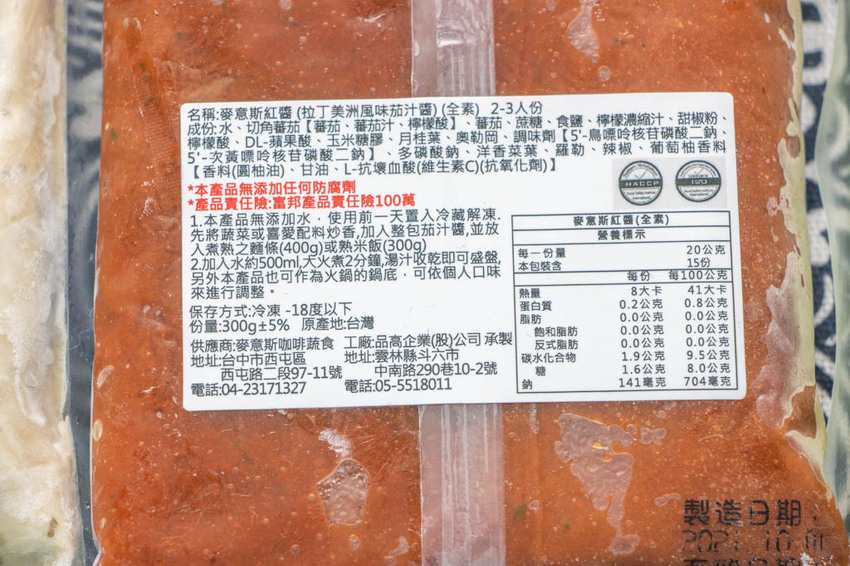 名稱:麥意斯紅醬 (拉丁美洲風味茄汁醬) (全素) 2-3人份
成份:水、切角蕃茄【蕃茄、蕃茄汁、檸檬酸】、蕃茄、蔗糖、食鹽、檸檬濃縮汁、甜椒粉、
檸檬酸、DL-蘋果酸、玉米糖膠、月桂葉、奧勒岡、調味劑【5'-鳥嘌呤核苷磷酸二鈉、
5'-次黃嘌呤核苷磷酸二鈉】、多磷酸鈉、洋香菜葉、羅勒、辣椒、葡萄柚香料
【香料(圓柚油)、甘油、L-抗壞血酸(維生素C)(抗氧化劑)】
*本產品無添加任何防腐劑
*產品責任險:富邦產品責任險100萬
HACCP
1.本產品無添加水，使用前一天置入冷藏解凍.
先將蔬菜或喜愛配料炒香,加入整包茄汁醬,並放
入煮熟之麵條(400g)或熟米飯(300g)
2.加入水約500ml,大火煮2分鐘,湯汁收乾即可盛盤,
另外本產品也可作為火鍋的鍋底，可依個人口味
來進行調整。
保存方式:冷凍 -18度以下
份量:300g±5% 原產地:台灣
供應商:麥意斯咖啡蔬食 工廠:品高企業(股)公司 承製
地址:台中市西屯區 地址:雲林縣斗六市
西屯路二段97-11號 中南路290巷10-2號
電話:04-23171327 電話:05-5518011
麥意斯紅醬(全素)
營養標示
每一份量 20公克
本包裝含 15份
每份 每100公克
熱量 8大卡 41大卡
蛋白質 0.2公克 0.8公克
脂肪 0.0公克 0.0公克
飽和脂肪 0.0公克 0.0公克
反式脂肪 0.0公克 0.0公克
碳水化合物 1.9公克 9.5公克
糖 1.6公克 8.0公克
鈉 141毫克 704毫克
製造日期: